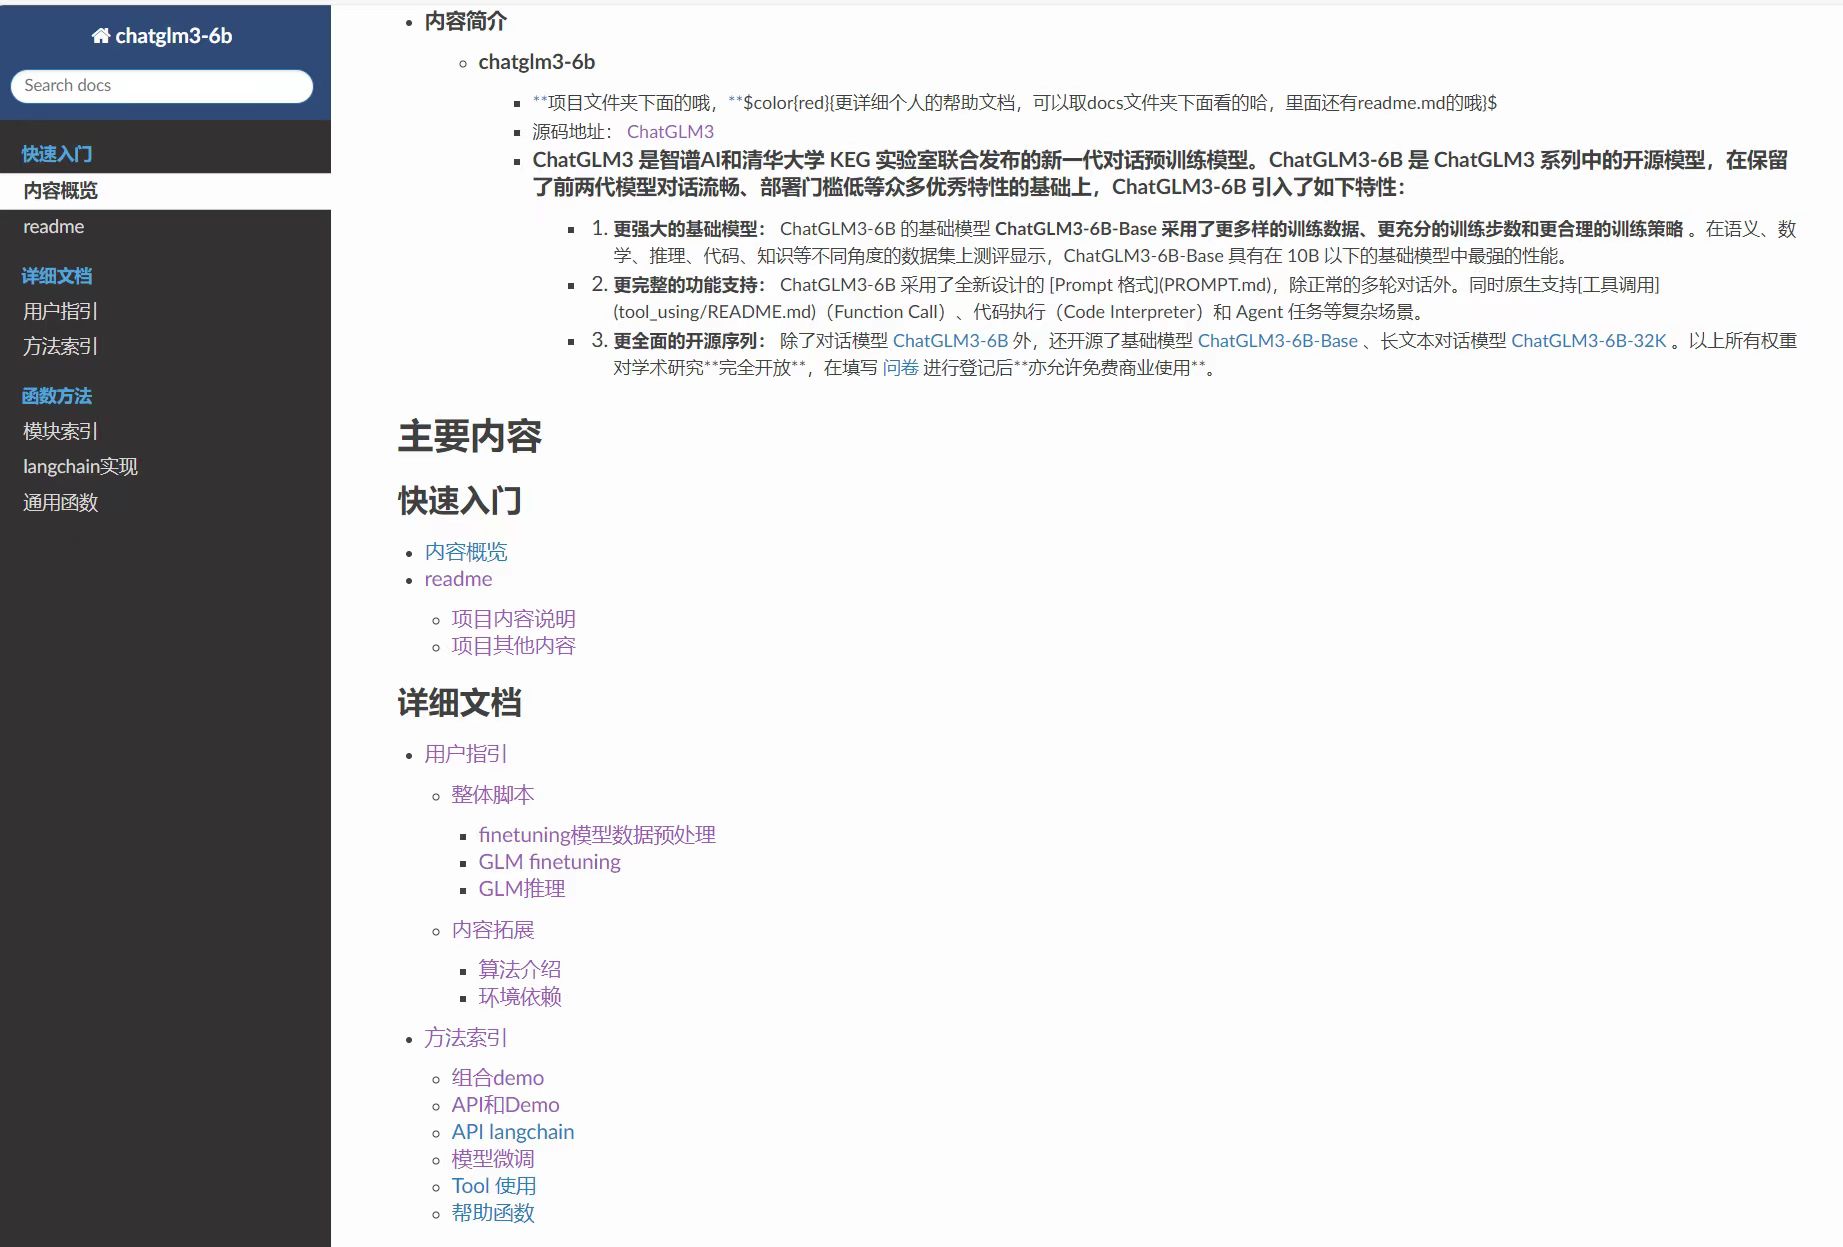 chatglm3-6b
Search docs
快速入门
内容概览
readme
详细文档
用户指引
方法索引
函数方法
模块索引
langchain实现
通用函数
内容简介
chatglm3-6b
**项目文件夹下面的哦，**$color{red}{更详细个人的帮助文档，可以取docs文件夹下面看的哈，里面还有readme.md的哦}$
源码地址： ChatGLM3
ChatGLM3 是智谱AI和清华大学 KEG 实验室联合发布的新一代对话预训练模型。ChatGLM3-6B 是 ChatGLM3 系列中的开源模型，在保留
了前两代模型对话流畅、部署门槛低等众多优秀特性的基础上，ChatGLM3-6B 引入了如下特性：
1. 更强大的基础模型： ChatGLM3-6B 的基础模型 ChatGLM3-6B-Base 采用了更多样的训练数据、更充分的训练步数和更合理的训练策略 。在语义、数
学、推理、代码、知识等不同角度的数据集上测评显示，ChatGLM3-6B-Base 具有在 10B 以下的基础模型中最强的性能。
2. 更完整的功能支持： ChatGLM3-6B 采用了全新设计的 [Prompt 格式](PROMPT.md)，除正常的多轮对话外。同时原生支持[工具调用]
(tool_using/README.md)（Function Call）、代码执行（Code Interpreter）和 Agent 任务等复杂场景。
3. 更全面的开源序列： 除了对话模型 ChatGLM3-6B 外，还开源了基础模型 ChatGLM3-6B-Base 、长文本对话模型 ChatGLM3-6B-32K 。以上所有权重
对学术研究**完全开放**，在填写 问卷 进行登记后**亦允许免费商业使用**。
主要内容
快速入门
内容概览
readme
项目内容说明
项目其他内容
详细文档
用户指引
整体脚本
finetuning模型数据预处理
GLM finetuning
GLM推理
内容拓展
算法介绍
环境依赖
方法索引
组合demo
API和Demo
API langchain
模型微调
Tool 使用
帮助函数